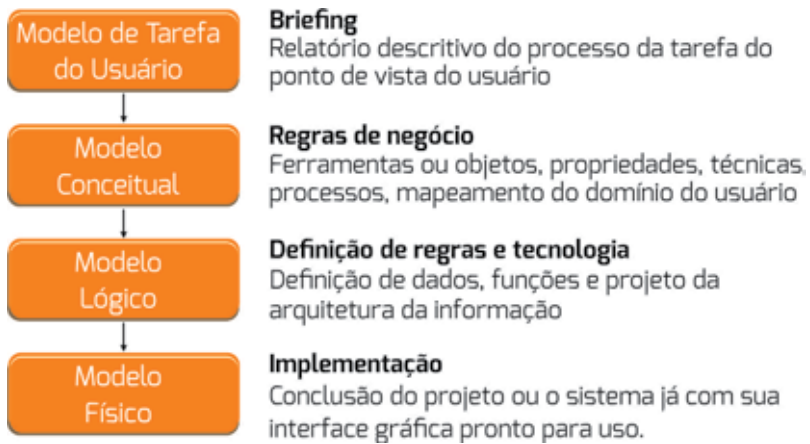 Modelo de Tarefa
do Usuário
Briefing
Relatório descritivo do processo da tarefa do
ponto de vista do usuário
Modelo
Conceitual
Regras de negócio
Ferramentas ou objetos, propriedades, técnicas,
processos, mapeamento do domínio do usuário
Modelo
Lógico
Definição de regras e tecnologia
Definição de dados, funções e projeto da
arquitetura da informação
Modelo
Físico
Implementação
Conclusão do projeto ou o sistema já com sua
interface gráfica pronto para uso.